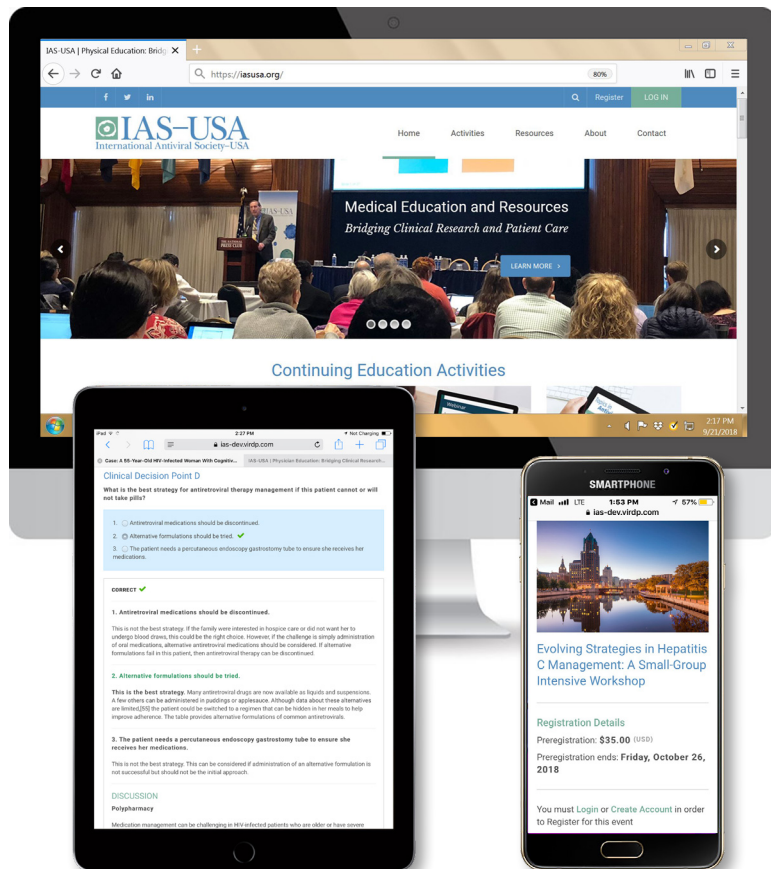 IAS-USA | Physical Education: Bridg
https://iasusa.org/
80%
Register
LOG IN
IAS–USA
International Antiviral Society–USA
Home
Activities
Resources
About
Contact
IAS-USA
THE NATIONAL
PRESS CLUB
Medical Education and Resources
Bridging Clinical Research and Patient Care
LEARN MORE >
Continuing Education Activities
Webinar
Topics in
2:17 PM
9/21/2018
iPad
2:27 PM
Not Charging
ias-dev.virdp.com
Case: A 55-Year-Old HIV-Infected Woman With Cognitiv...
IAS-USA | Physician Education: Bridging Clinical Research...
Clinical Decision Point D
What is the best strategy for antiretroviral therapy management if this patient cannot or will
not take pills?
1. Antiretroviral medications should be discontinued.
2. Alternative formulations should be tried.
3. The patient needs a percutaneous endoscopy gastrostomy tube to ensure she receives her
medications.
CORRECT
1. Antiretroviral medications should be discontinued.
This is not the best strategy. If the family were interested in hospice care or did not want her to
undergo blood draws, this could be the right choice. However, if the challenge is simply administration
of oral medications, alternative antiretroviral medications should be considered. If alternative
formulations fail in this patient, then antiretroviral therapy can be discontinued.
2. Alternative formulations should be tried.
This is the best strategy. Many antiretroviral drugs are now available as liquids and suspensions.
A few others can be administered in puddings or applesauce. Although data about these alternatives
are limited,[55] the patient could be switched to a regimen that can be hidden in her meals to help
improve adherence. The table provides alternative formulations of common antiretrovirals.
3. The patient needs a percutaneous endoscopy gastrostomy tube to ensure she
receives her medications.
This is not the best strategy. This can be considered if administration of an alternative formulation is
not successful but should not be the initial approach.
DISCUSSION
Polypharmacy
Medication management can be challenging in HIV-infected patients who are older or have severe
SMARTPHONE
Mail
LTE
1:53 PM
57%
ias-dev.virdp.com
Evolving Strategies in Hepatitis
C Management: A Small-Group
Intensive Workshop
Registration Details
Preregistration: $35.00 (USD)
Preregistration ends: Friday, October 26,
2018
You must Login or Create Account in order
to Register for this event